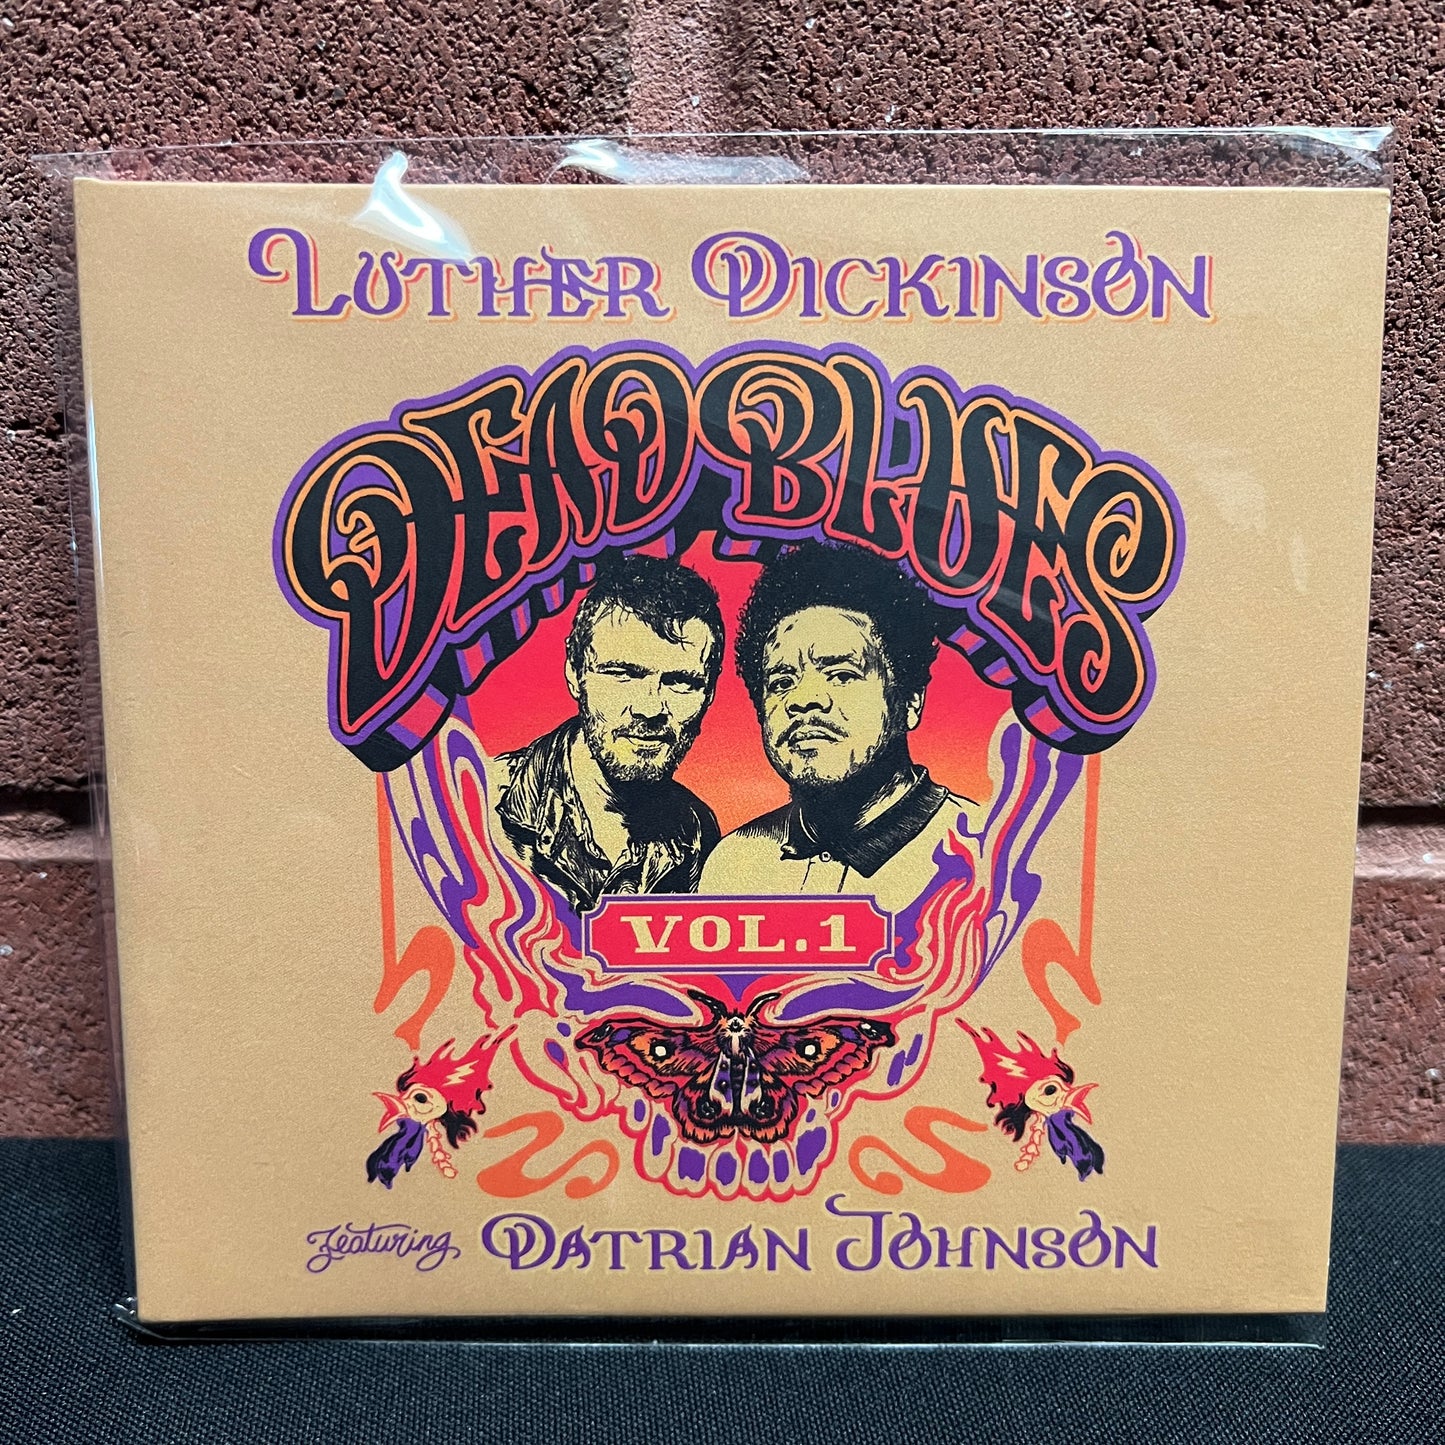 LUTHER DICKINSON
DEAD BLUES
VOL.1
Featuring DATRIAN JOHNSON